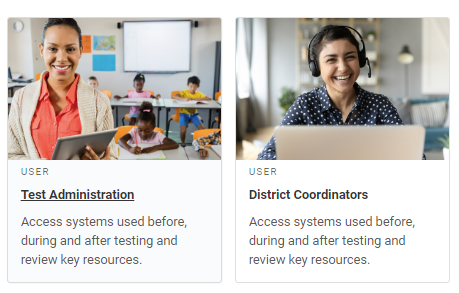 USER
Test Administration
Access systems used before,
during and after testing and
review key resources.
USER
District Coordinators
Access systems used before,
during and after testing and
review key resources.